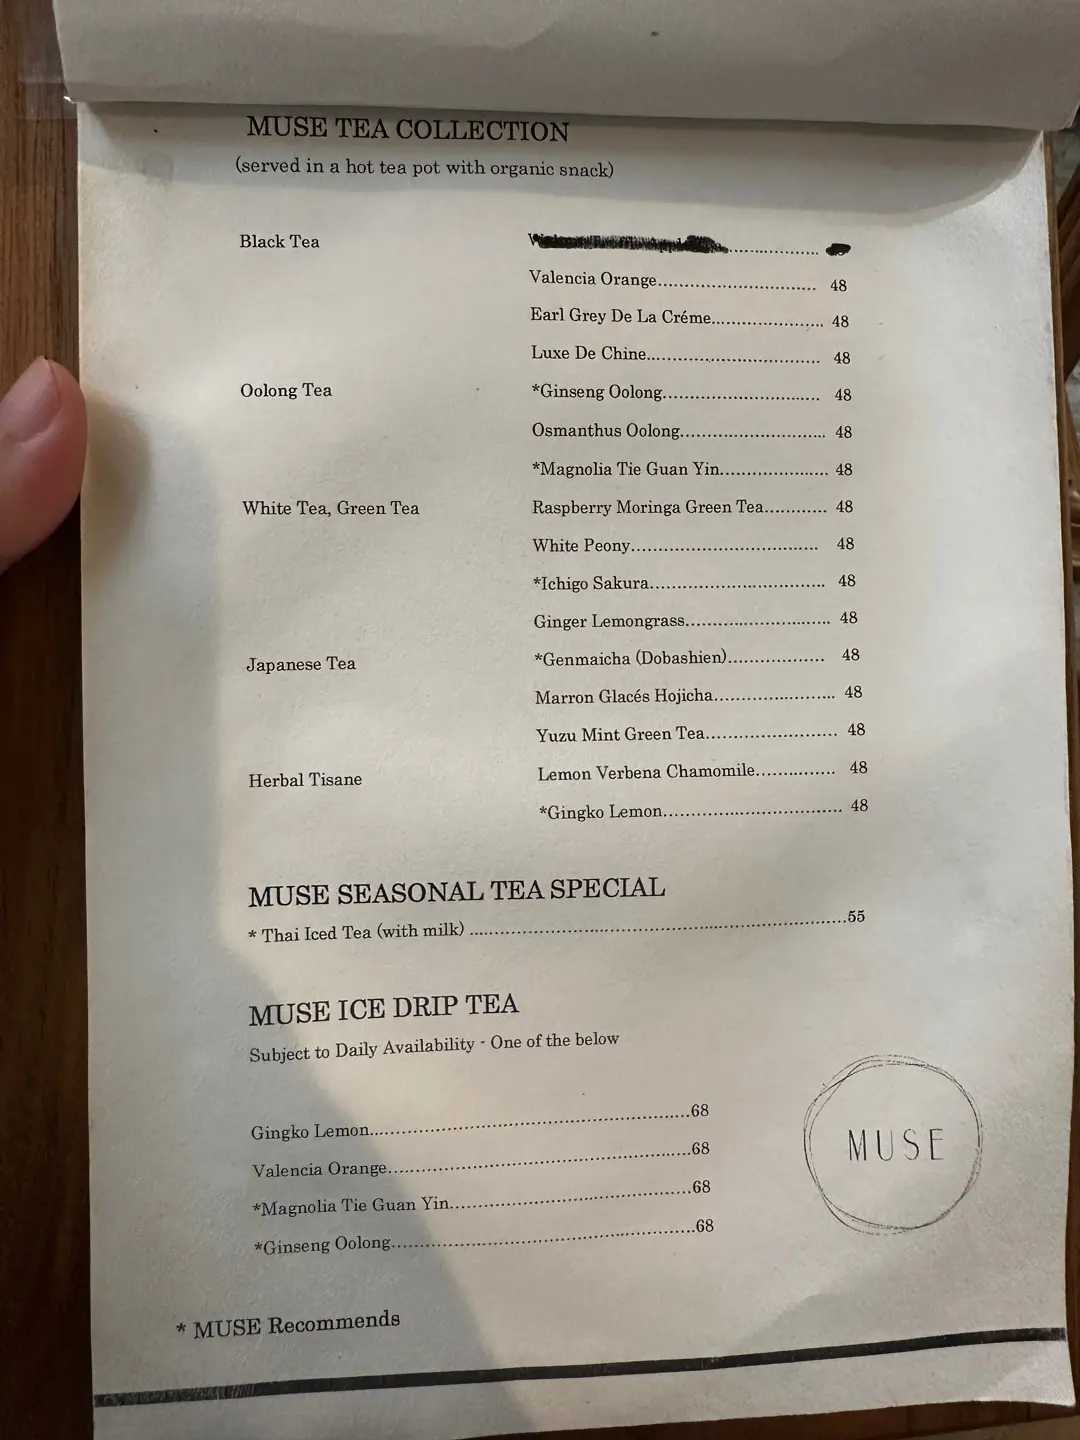 MUSE TEA COLLECTION
(served in a hot tea pot with organic snack)
Black Tea
Valencia Orange............................... 48
Earl Grey De La Créme...................... 48
Luxe De Chine.................................. 48
Oolong Tea *Ginseng Oolong............................... 48
Osmanthus Oolong............................ 48
*Magnolia Tie Guan Yin..................... 48
White Tea, Green Tea Raspberry Moringa Green Tea............ 48
White Peony.................................... 48
*Ichigo Sakura.................................. 48
Ginger Lemongrass............................ 48
Japanese Tea *Genmaicha (Dobashien)................... 48
Marron Glacés Hojicha....................... 48
Yuzu Mint Green Tea......................... 48
Herbal Tisane Lemon Verbena Chamomile............... 48
*Gingko Lemon.................................. 48
MUSE SEASONAL TEA SPECIAL
* Thai Iced Tea (with milk) ..............................................................55
MUSE ICE DRIP TEA
Subject to Daily Availability - One of the below
Gingko Lemon......................................................68
Valencia Orange...................................................68
*Magnolia Tie Guan Yin........................................68
*Ginseng Oolong..................................................68
MUSE
* MUSE Recommends